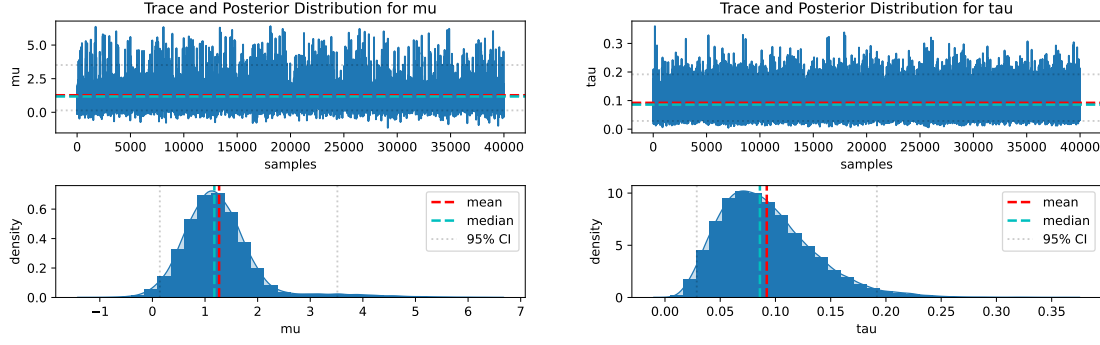 Trace and Posterior Distribution for mu
5.0
2.5
0.0
mu
0 5000 10000 15000 20000 25000 30000 35000 40000
samples
Trace and Posterior Distribution for tau
0.3
0.2
0.1
0.0
tau
0 5000 10000 15000 20000 25000 30000 35000 40000
samples
0.6
0.4
0.2
0.0
density
mean
median
95% CI
−1 0 1 2 3 4 5 6 7
mu
10
5
0
density
mean
median
95% CI
0.00 0.05 0.10 0.15 0.20 0.25 0.30 0.35
tau